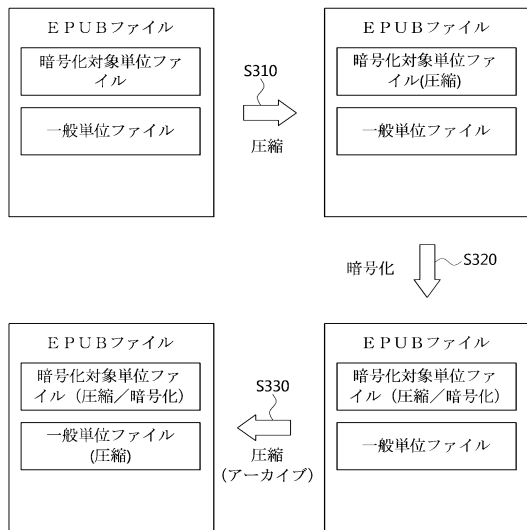 ＥＰＵＢファイル
暗号化対象単位ファ
イル
一般単位ファイル
S310
圧縮
ＥＰＵＢファイル
暗号化対象単位ファ
イル(圧縮)
一般単位ファイル
暗号化
S320
ＥＰＵＢファイル
暗号化対象単位ファ
イル（圧縮／暗号化）
一般単位ファイル
S330
圧縮
（アーカイブ）
ＥＰＵＢファイル
暗号化対象単位ファ
イル（圧縮／暗号化）
一般単位ファイル
(圧縮)